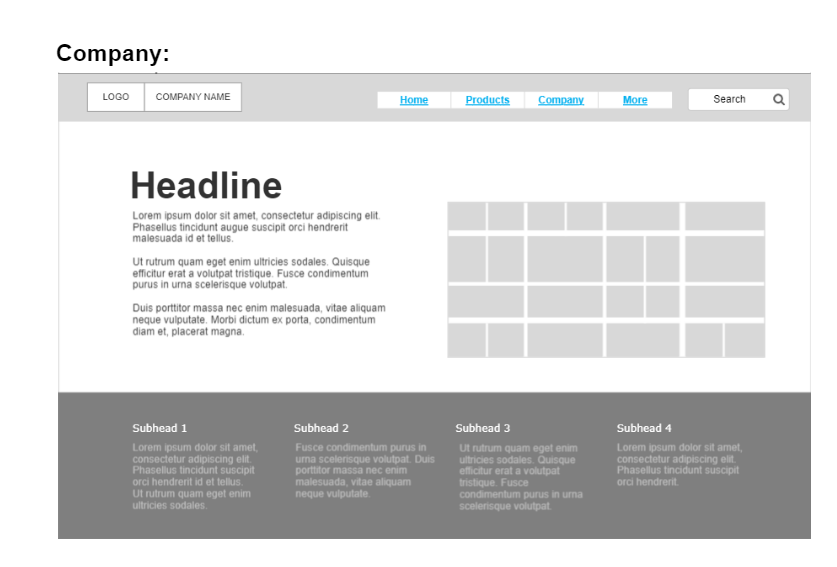 Company:
LOGO
COMPANY NAME
Home
Products
Company
More
Search
Headline
Lorem ipsum dolor sit amet, consectetur adipiscing elit.
Phasellus tincidunt augue suscipit orci hendrerit
malesuada id et tellus.
Ut rutrum quam eget enim ultricies sodales. Quisque
efficitur erat a volutpat tristique. Fusce condimentum
purus in urna scelerisque volutpat.
Duis porttitor massa nec enim malesuada, vitae aliquam
neque vulputate. Morbi dictum ex porta, condimentum
diam et, placerat magna.
Subhead 1
Lorem ipsum dolor sit amet,
consectetur adipiscing elit.
Phasellus tincidunt suscipit
orci hendrerit id et tellus.
Ut rutrum quam eget enim
ultricies sodales.
Subhead 2
Fusce condimentum purus in
urna scelerisque volutpat. Duis
porttitor massa nec enim
malesuada, vitae aliquam
neque vulputate.
Subhead 3
Ut rutrum quam eget enim
ultricies sodales. Quisque
efficitur erat a volutpat
tristique. Fusce
condimentum purus in urna
scelerisque volutpat.
Subhead 4
Lorem ipsum dolor sit amet,
consectetur adipiscing elit.
Phasellus tincidunt suscipit
orci hendrerit.